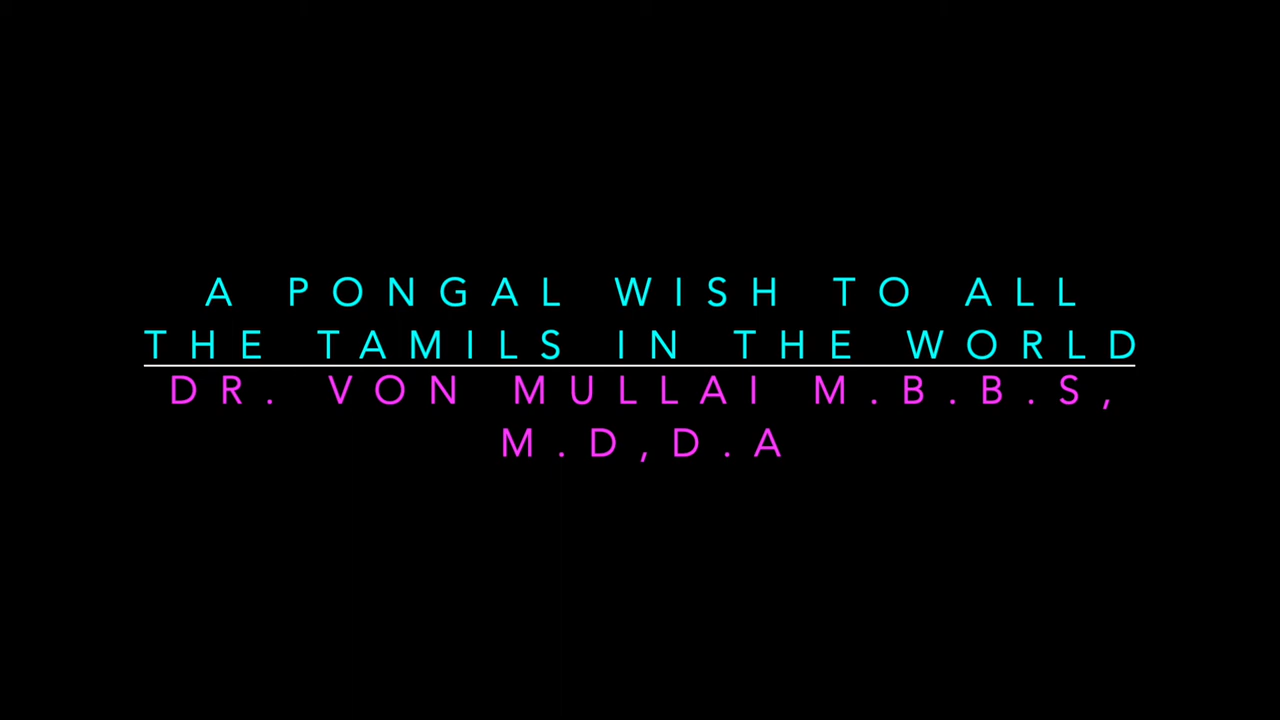 A PONGAL WISH TO ALL
THE TAMILS IN THE WORLD
DR. VON MULLAI M.B.B.S,
M.D,D.A